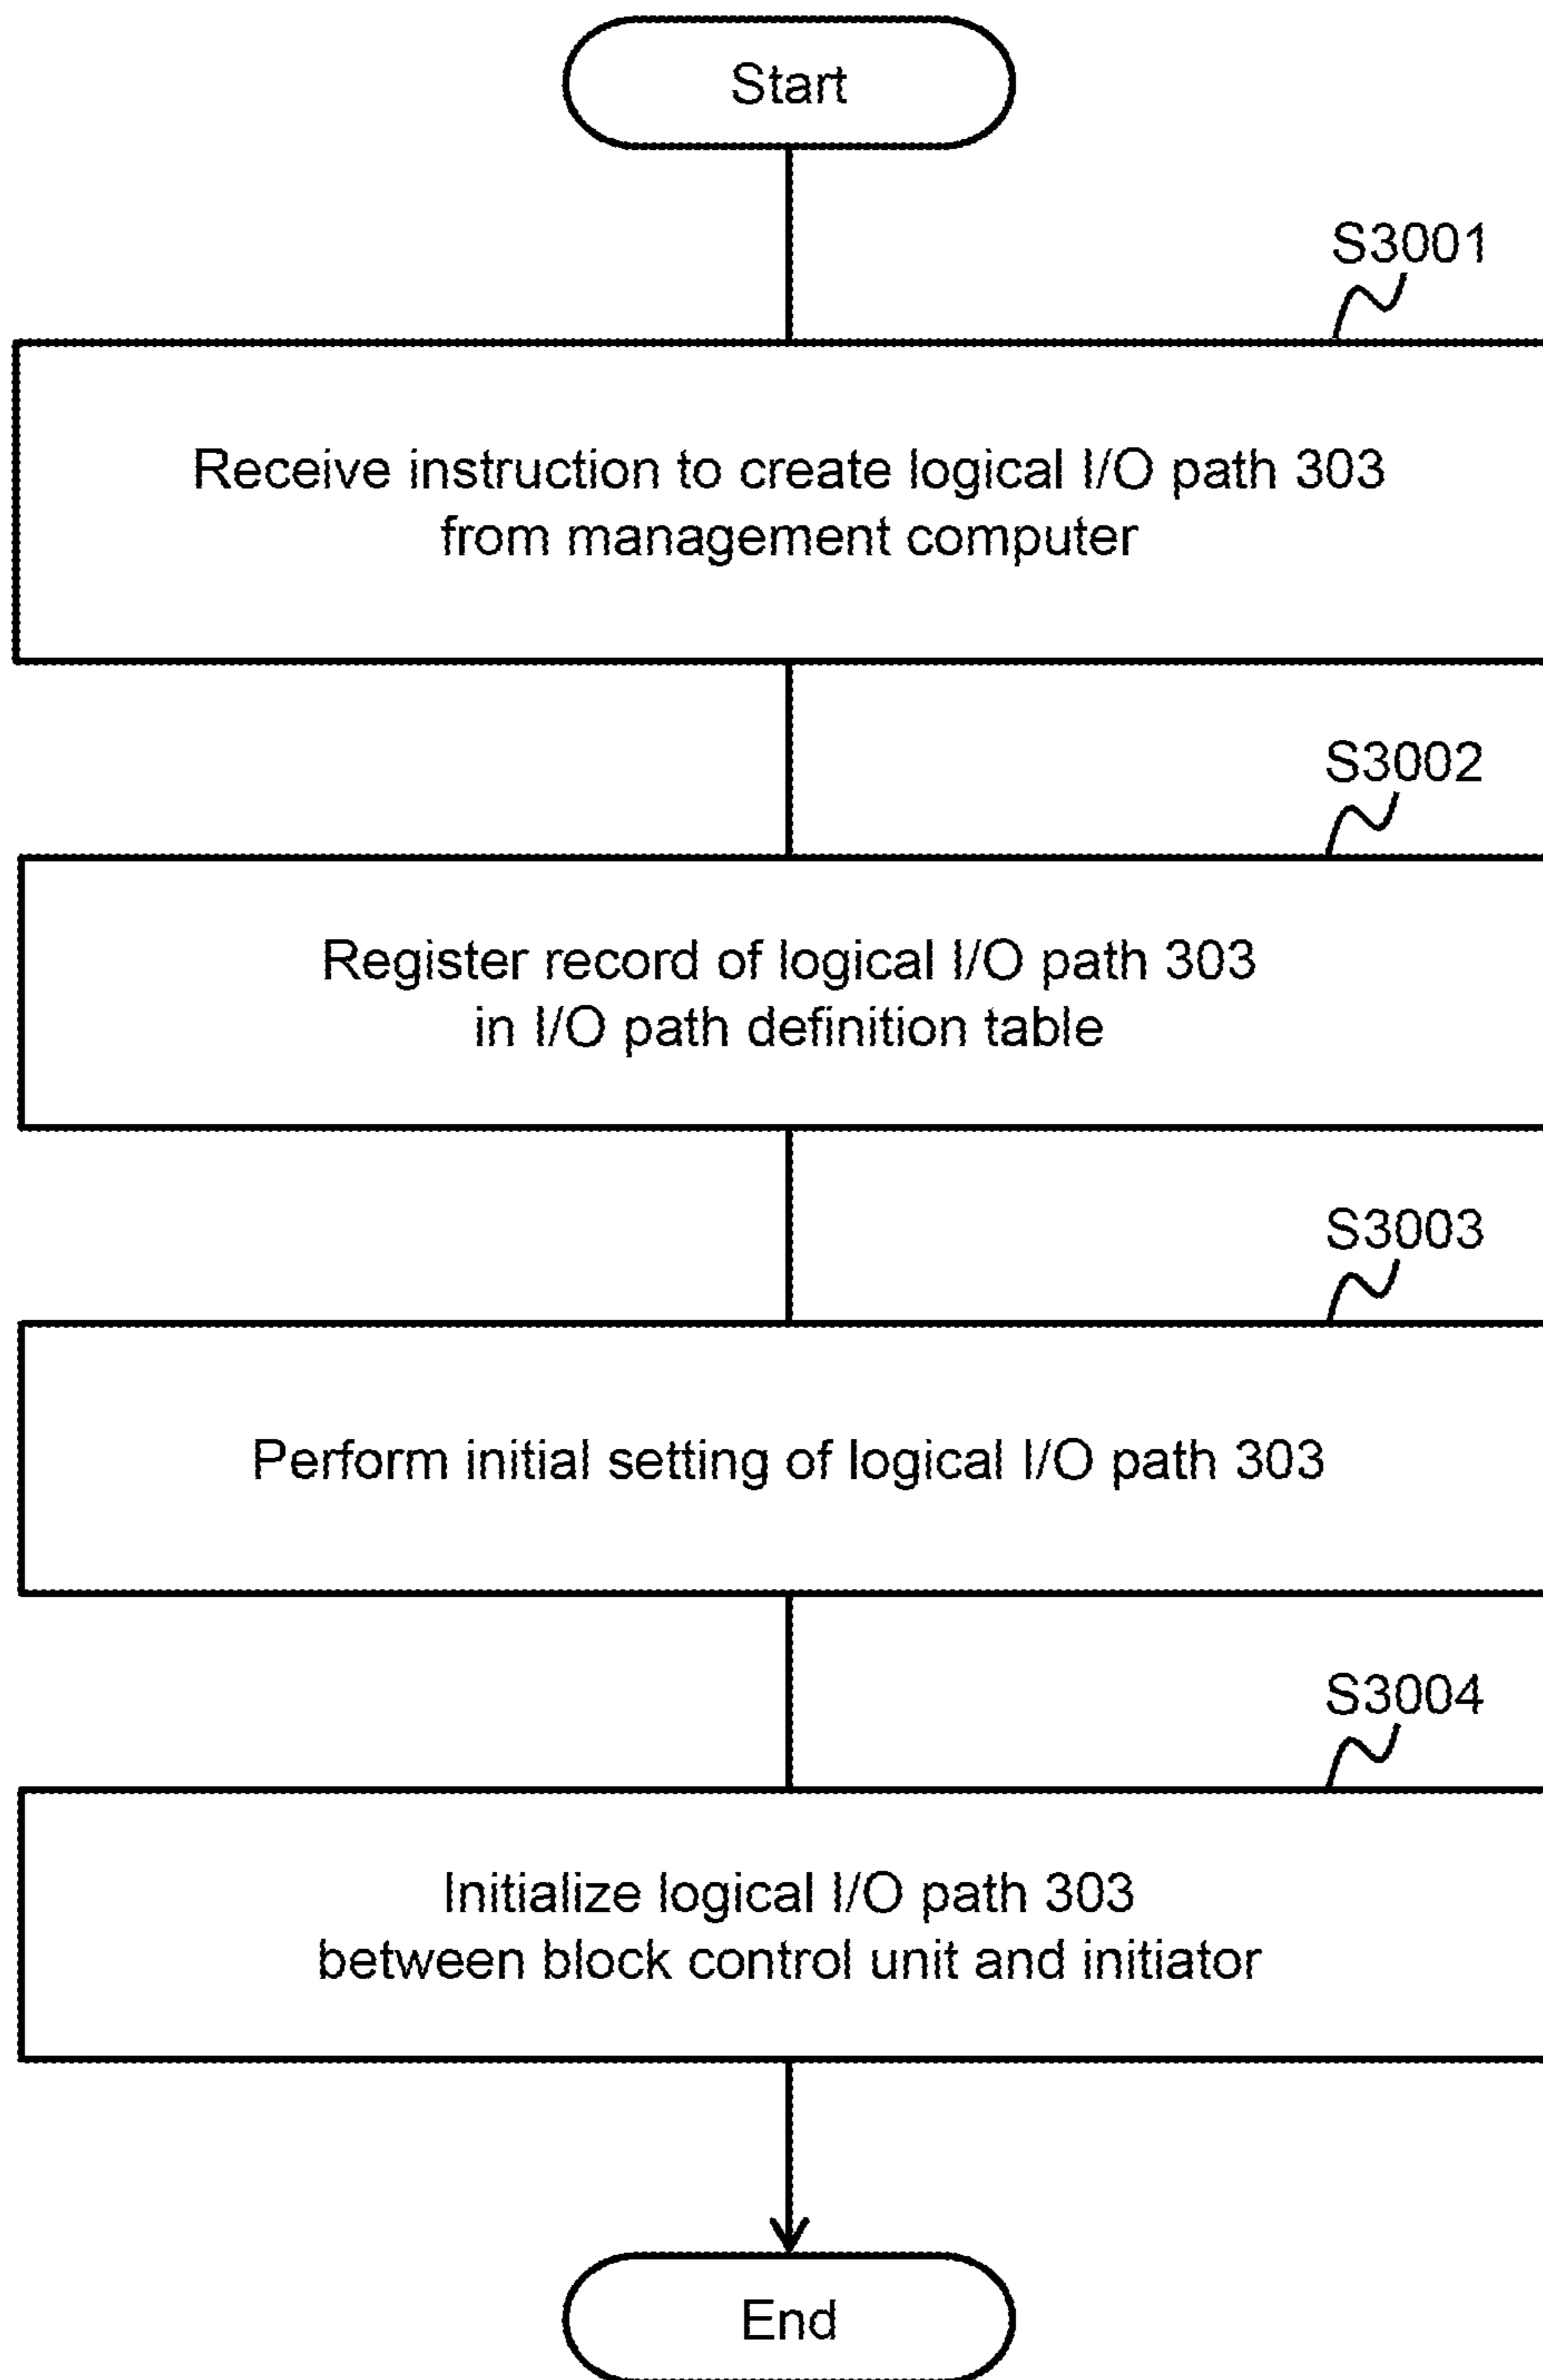 Start
S3001
Receive instruction to create logical I/O path 303
from management computer
S3002
Register record of logical I/O path 303
in I/O path definition table
S3003
Perform initial setting of logical I/O path 303
S3004
Initialize logical I/O path 303
between block control unit and initiator
End